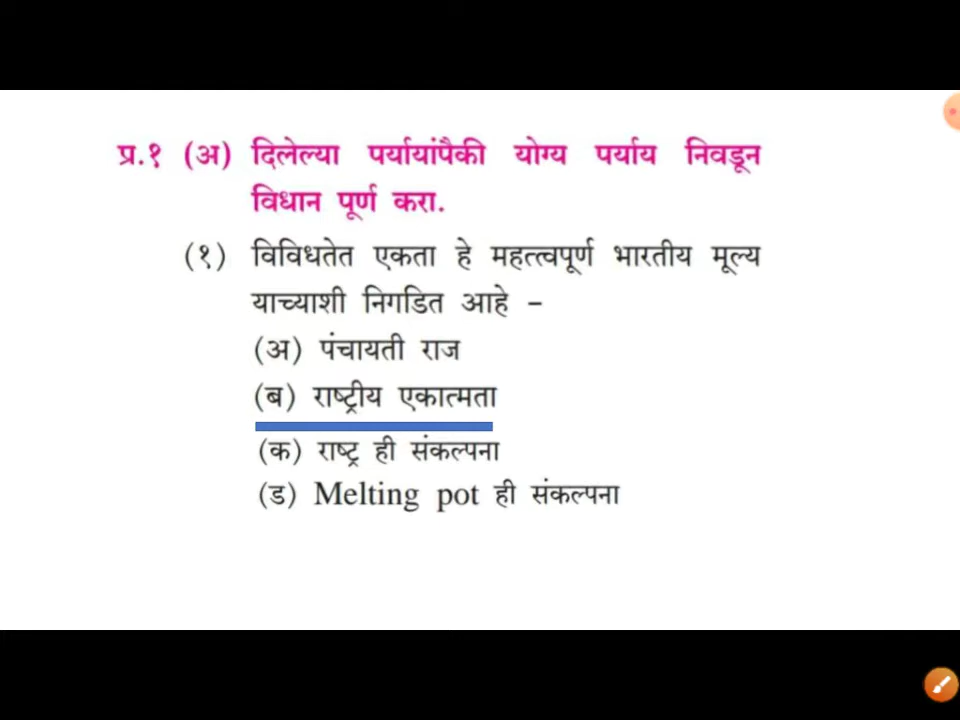 प्र.१ (अ) दिलेल्या पर्यायांपैकी योग्य पर्याय निवडून
विधान पूर्ण करा.
(१) विविधतेत एकता हे महत्त्वपूर्ण भारतीय मूल्य
याच्याशी निगडित आहे –
(अ) पंचायती राज
(ब) राष्ट्रीय एकात्मता
(क) राष्ट्र ही संकल्पना
(ड) Melting pot ही संकल्पना